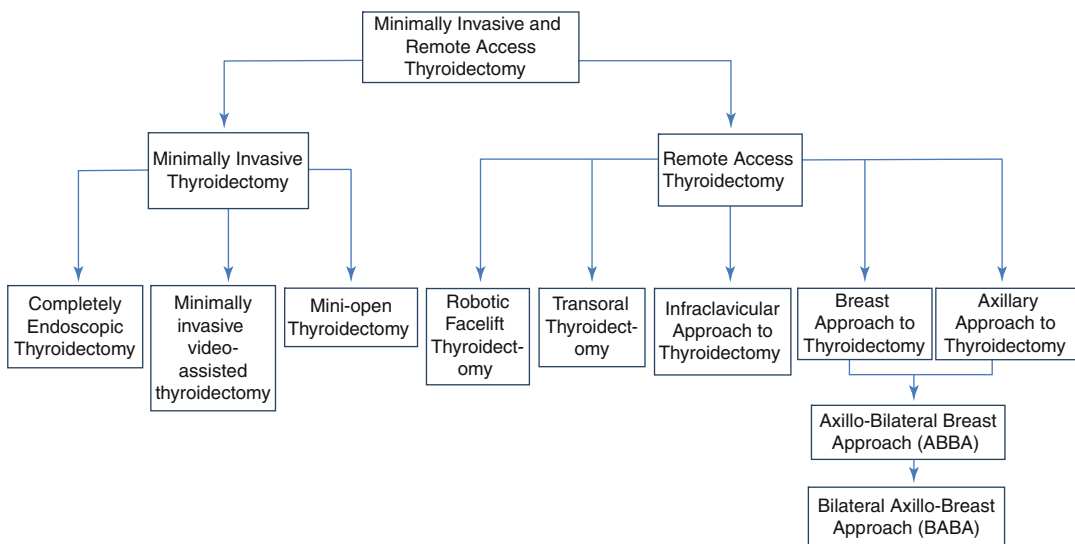 Minimally Invasive and
Remote Access
Thyroidectomy
Minimally Invasive
Thyroidectomy
Remote Access
Thyroidectomy
Completely
Endoscopic
Thyroidectomy
Minimally
invasive
video-
assisted
thyroidectomy
Mini-open
Thyroidectomy
Robotic
Facelift
Thyroidect-
omy
Transoral
Thyroidect-
omy
Infraclavicular
Approach to
Thyroidectomy
Breast
Approach to
Thyroidectomy
Axillary
Approach to
Thyroidectomy
Axillo-Bilateral Breast
Approach (ABBA)
Bilateral Axillo-Breast
Approach (BABA)